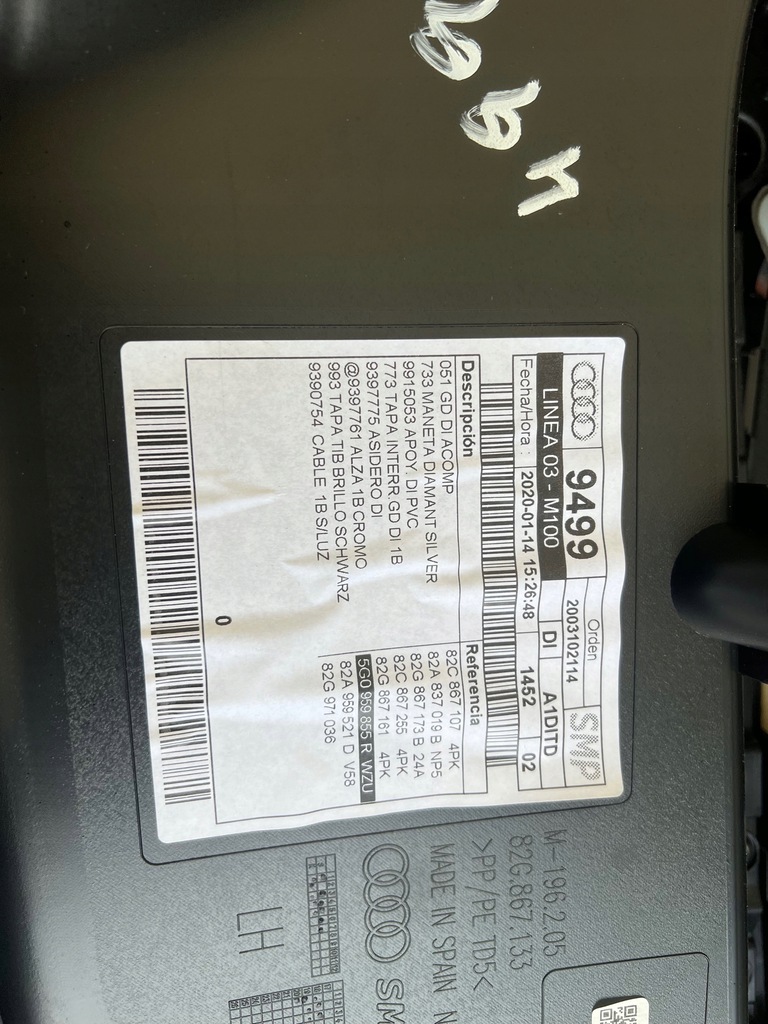 9499
Orden
2003102114
SMP
LINEA 03 - M100
DI
A1DITD
Fecha/Hora : 2020-01-14 15:26:48
1452
02
Descripción
Referencia
051 GD DI ACOMP
82C 867 107 4PK
733 MANETA DIAMANT SILVER
82A 837 019 B NP5
9915053 APOY. DI PVC
82G 867 173 B 24A
773 TAPA INTERR.GD DI 1B
82C 867 255 4PK
9397775 ASIDERO DI
82G 867 161 4PK
@9397761 ALZA 1B CROMO
5G0 959 855 R WZU
993 TAPA TIB BRILLO SCHWARZ
82A 959 521 D V58
9390754 CABLE 1B S/LUZ
82G 971 036
0
M-196.2.05
82G.867.133
>PP/PE TD5<
MADE IN SPAIN
LH